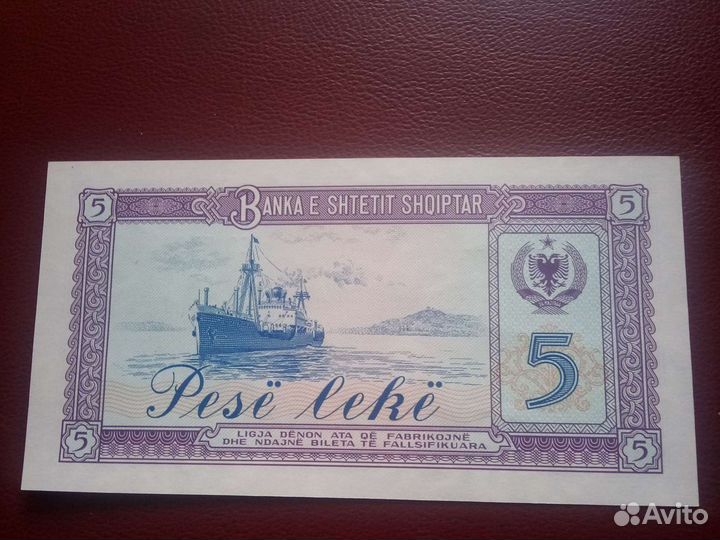 5
BANKA E SHTETIT SHQIPTAR
5
5
Pesë lekë
5
LIGJA DËNON ATA QË FABRIKOJNË
DHE NDAJNË BILETA TË FALLSIFIKUARA
5
Avito